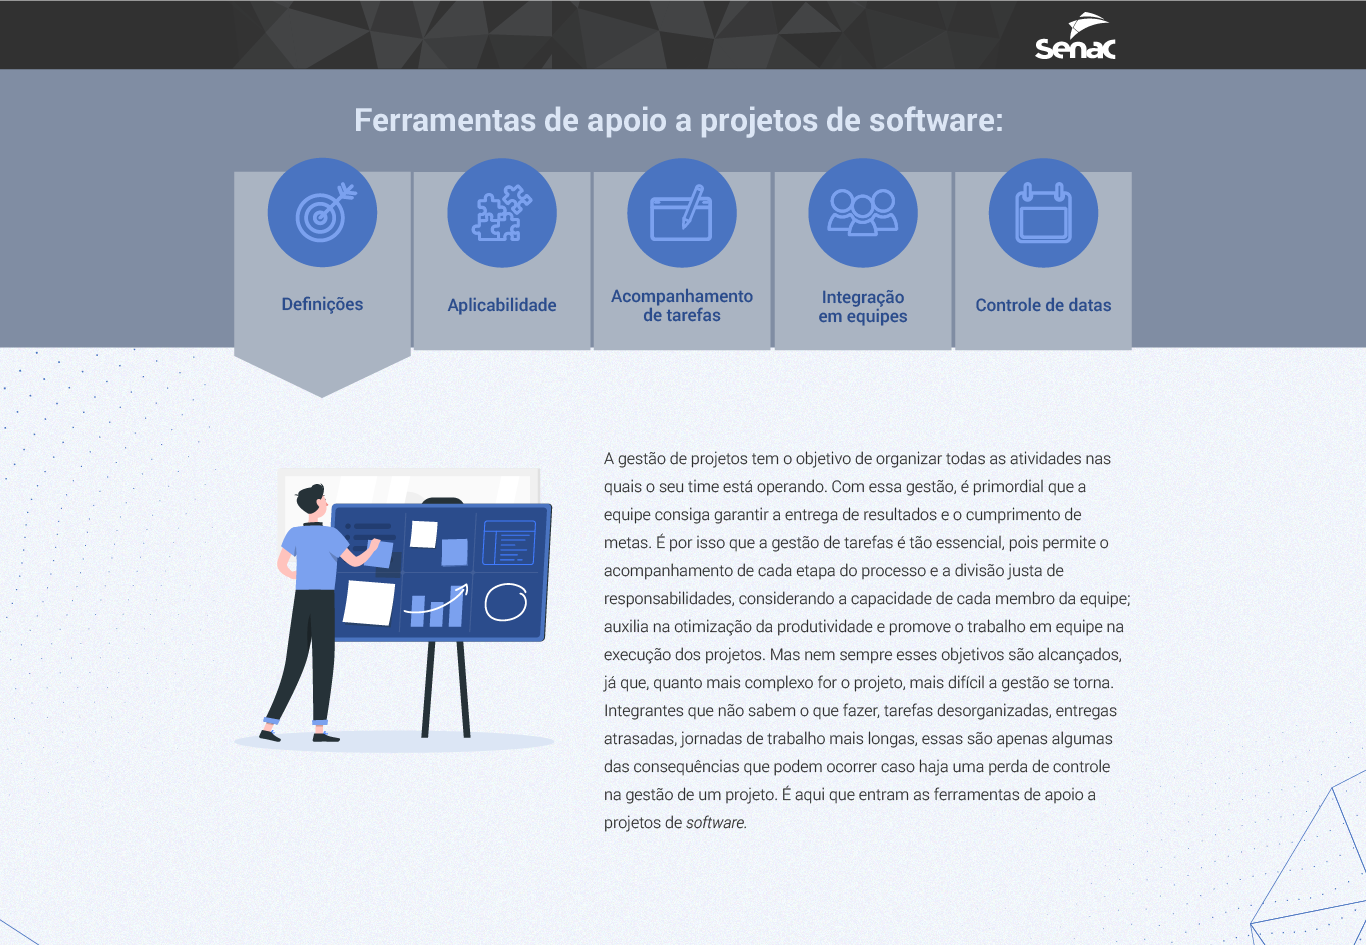 Senac
Ferramentas de apoio a projetos de software:
Definições
Aplicabilidade
Acompanhamento
de tarefas
Integração
em equipes
Controle de datas
A gestão de projetos tem o objetivo de organizar todas as atividades nas
quais o seu time está operando. Com essa gestão, é primordial que a
equipe consiga garantir a entrega de resultados e o cumprimento de
metas. É por isso que a gestão de tarefas é tão essencial, pois permite o
acompanhamento de cada etapa do processo e a divisão justa de
responsabilidades, considerando a capacidade de cada membro da equipe;
auxilia na otimização da produtividade e promove o trabalho em equipe na
execução dos projetos. Mas nem sempre esses objetivos são alcançados,
já que, quanto mais complexo for o projeto, mais difícil a gestão se torna.
Integrantes que não sabem o que fazer, tarefas desorganizadas, entregas
atrasadas, jornadas de trabalho mais longas, essas são apenas algumas
das consequências que podem ocorrer caso haja uma perda de controle
na gestão de um projeto. É aqui que entram as ferramentas de apoio a
projetos de software.